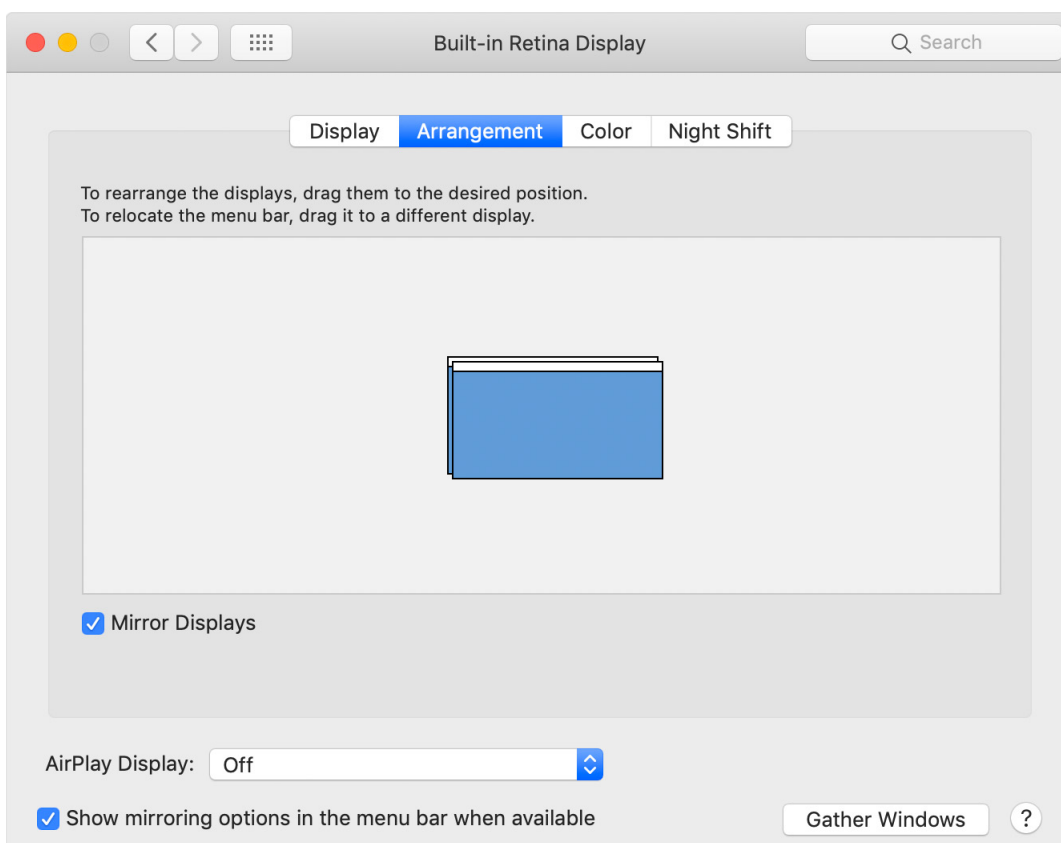 Built-in Retina Display
Search
Display Arrangement Color Night Shift
To rearrange the displays, drag them to the desired position.
To relocate the menu bar, drag it to a different display.
Mirror Displays
AirPlay Display: Off
Show mirroring options in the menu bar when available
Gather Windows ?